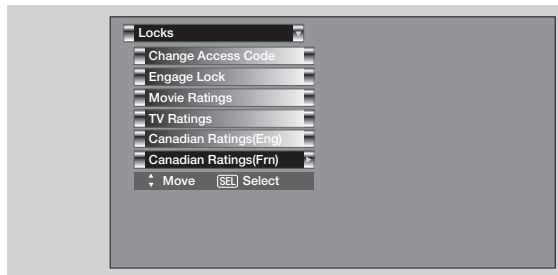 Locks
Change Access Code
Engage Lock
Movie Ratings
TV Ratings
Canadian Ratings(Eng)
Canadian Ratings(Frn)
Move SEL Select